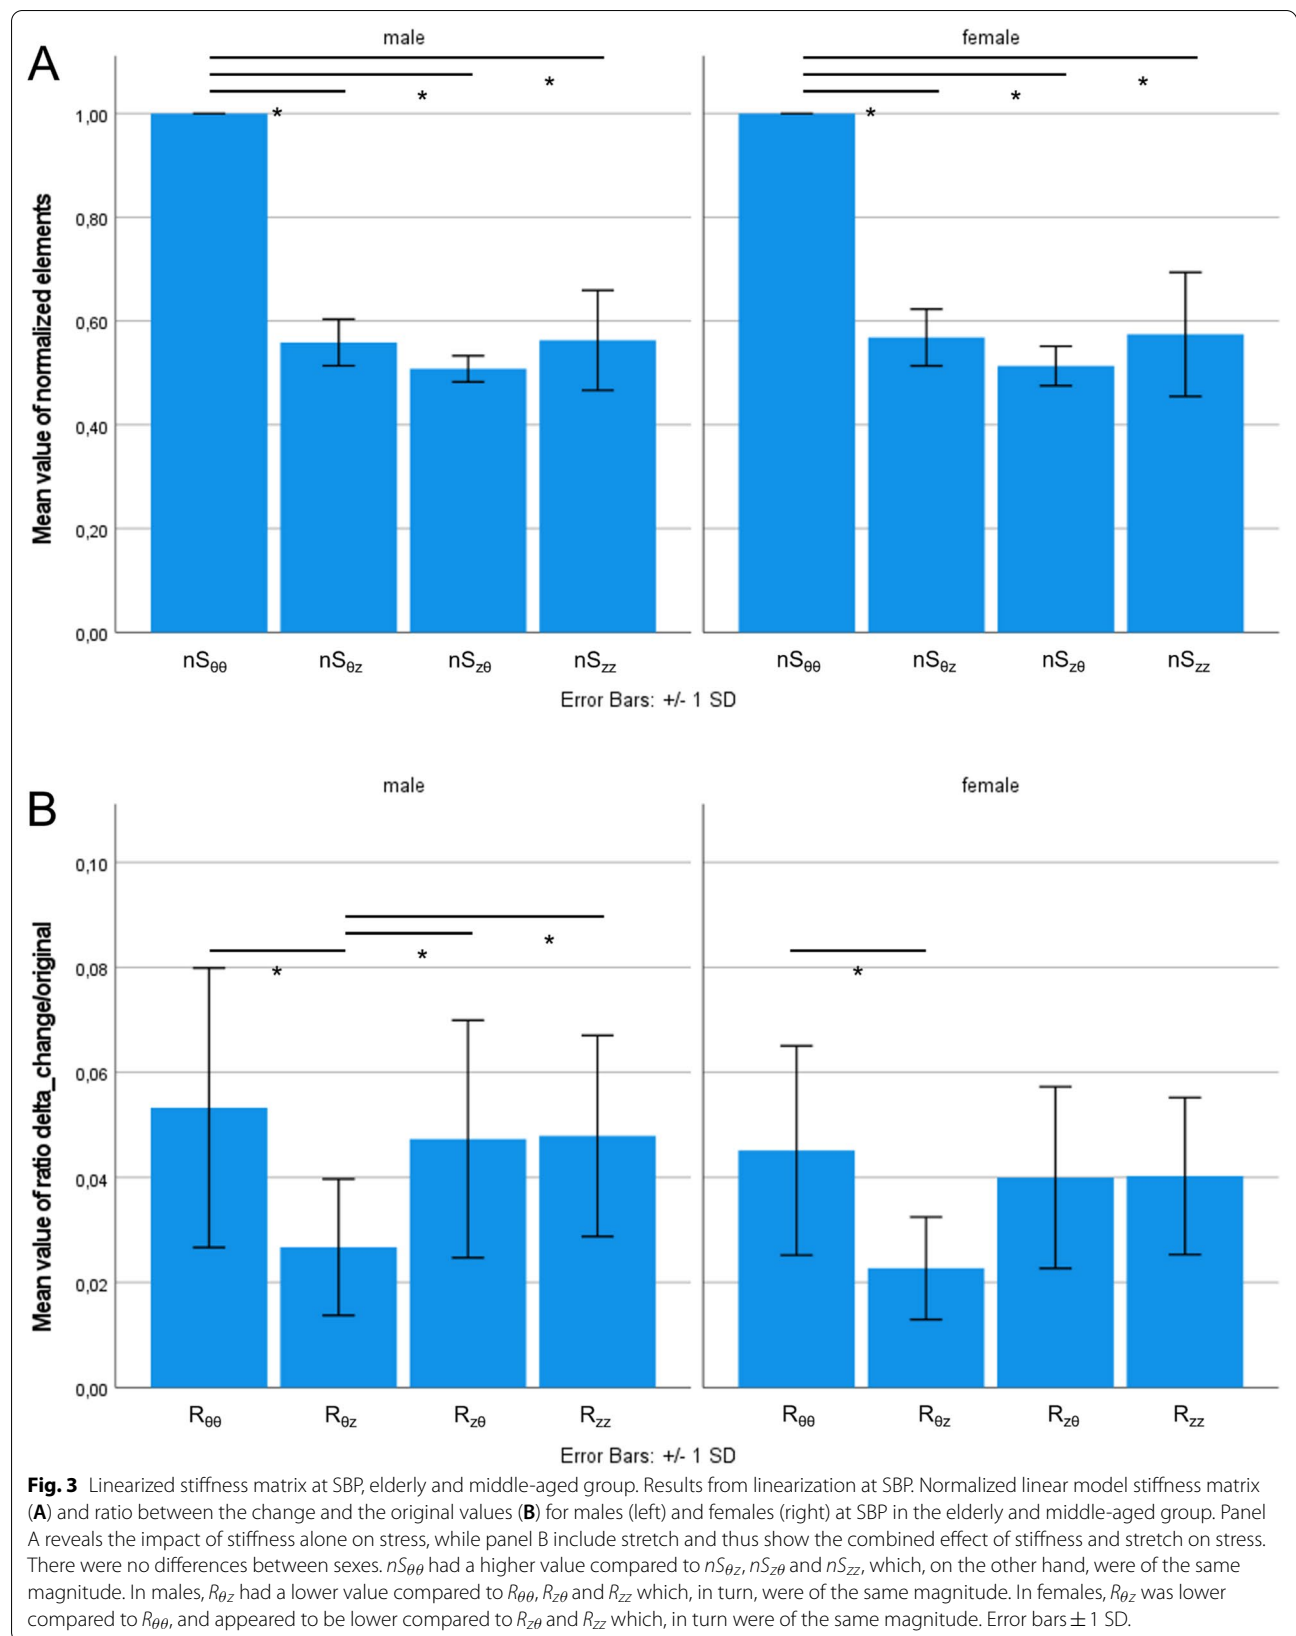 A
male
female
*
*
*
*
*
*
1,00
0,80
0,60
0,40
0,20
0,00
Mean value of normalized elements
nSθθ nSθz nSzθ nSzz
nSθθ nSθz nSzθ nSzz
Error Bars: +/- 1 SD
B
male
female
0,10
0,08
0,06
0,04
0,02
0,00
*
*
*
*
Mean value of ratio delta_change/original
Rθθ Rθz Rzθ Rzz
Rθθ Rθz Rzθ Rzz
Error Bars: +/- 1 SD
Fig. 3 Linearized stiffness matrix at SBP, elderly and middle-aged group. Results from linearization at SBP. Normalized linear model stiffness matrix
(A) and ratio between the change and the original values (B) for males (left) and females (right) at SBP in the elderly and middle-aged group. Panel
A reveals the impact of stiffness alone on stress, while panel B include stretch and thus show the combined effect of stiffness and stretch on stress.
There were no differences between sexes. nSθθ had a higher value compared to nSθz, nSzθ and nSzz, which, on the other hand, were of the same
magnitude. In males, Rθz had a lower value compared to Rθθ, Rzθ and Rzz which, in turn, were of the same magnitude. In females, Rθz was lower
compared to Rθθ, and appeared to be lower compared to Rzθ and Rzz which, in turn were of the same magnitude. Error bars ± 1 SD.